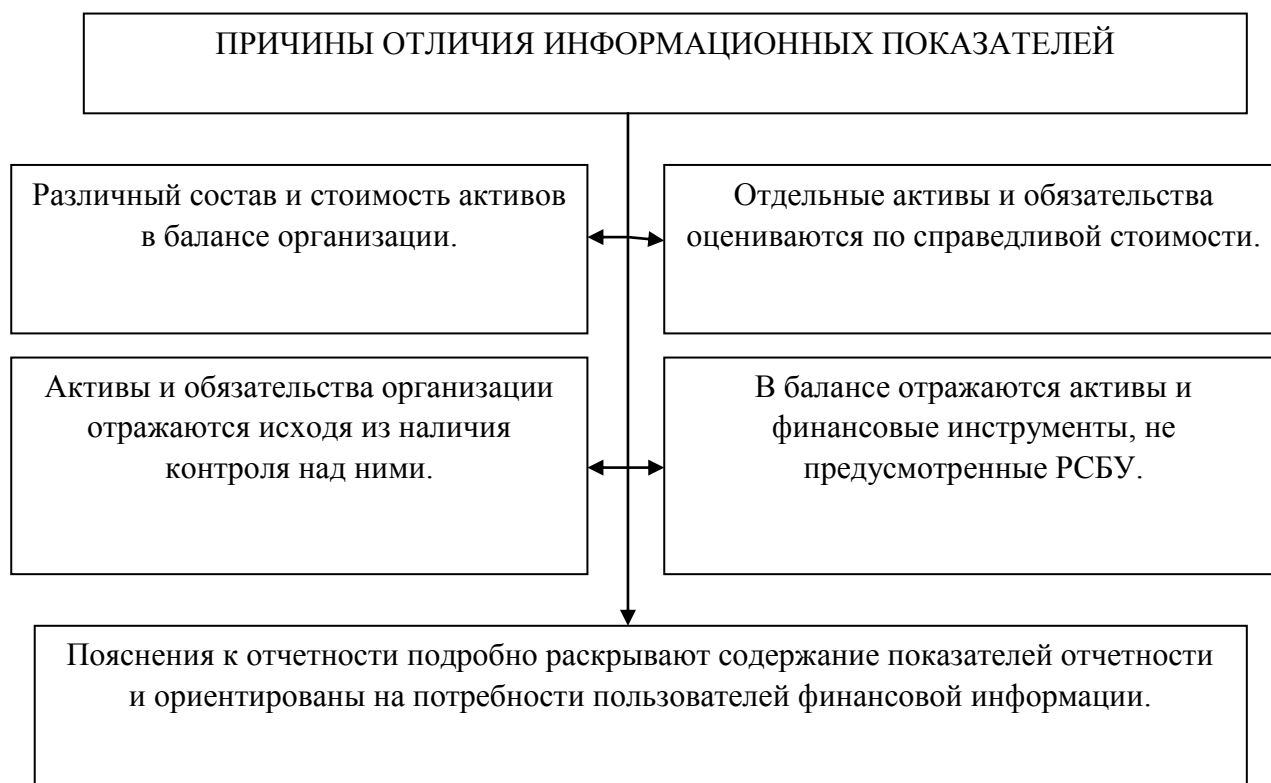 ПРИЧИНЫ ОТЛИЧИЯ ИНФОРМАЦИОННЫХ ПОКАЗАТЕЛЕЙ
Различный состав и стоимость активов
в балансе организации.
Отдельные активы и обязательства
оцениваются по справедливой стоимости.
Активы и обязательства организации
отражаются исходя из наличия
контроля над ними.
В балансе отражаются активы и
финансовые инструменты, не
предусмотренные РСБУ.
Пояснения к отчетности подробно раскрывают содержание показателей отчетности
и ориентированы на потребности пользователей финансовой информации.